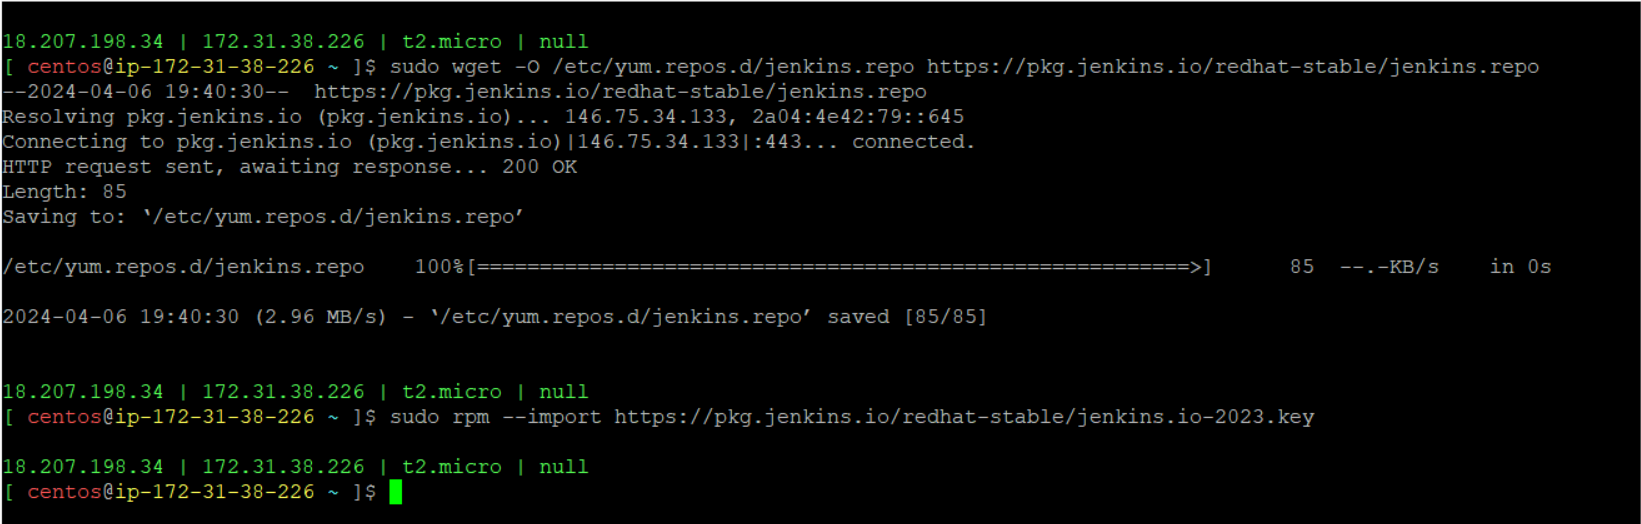 18.207.198.34 | 172.31.38.226 | t2.micro | null
[ centos@ip-172-31-38-226 ~ ]$ sudo wget -O /etc/yum.repos.d/jenkins.repo https://pkg.jenkins.io/redhat-stable/jenkins.repo
--2024-04-06 19:40:30--  https://pkg.jenkins.io/redhat-stable/jenkins.repo
Resolving pkg.jenkins.io (pkg.jenkins.io)... 146.75.34.133, 2a04:4e42:79::645
Connecting to pkg.jenkins.io (pkg.jenkins.io)|146.75.34.133|:443... connected.
HTTP request sent, awaiting response... 200 OK
Length: 85
Saving to: ‘/etc/yum.repos.d/jenkins.repo’
/etc/yum.repos.d/jenkins.repo    100%[=========================================================>]      85  --.-KB/s    in 0s
2024-04-06 19:40:30 (2.96 MB/s) - ‘/etc/yum.repos.d/jenkins.repo’ saved [85/85]
18.207.198.34 | 172.31.38.226 | t2.micro | null
[ centos@ip-172-31-38-226 ~ ]$ sudo rpm --import https://pkg.jenkins.io/redhat-stable/jenkins.io-2023.key
18.207.198.34 | 172.31.38.226 | t2.micro | null
[ centos@ip-172-31-38-226 ~ ]$